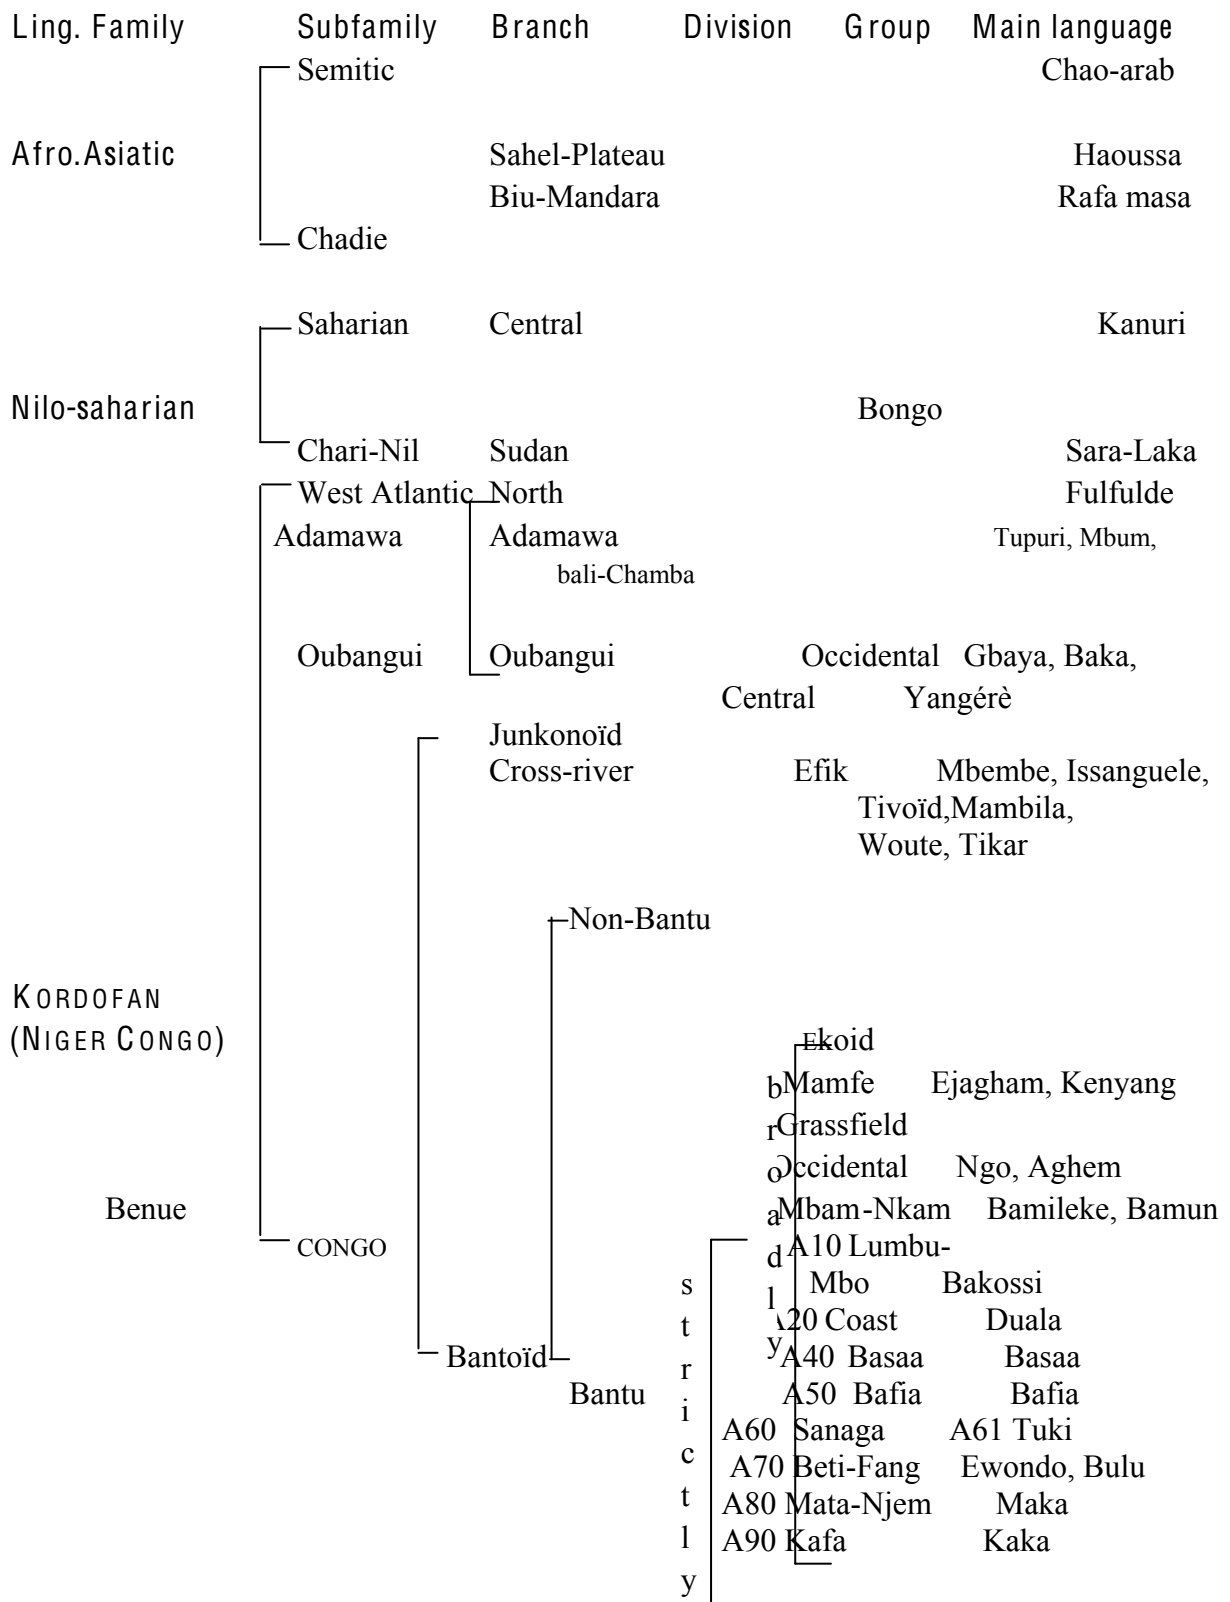 Ling. Family Subfamily Branch Division Group Main language
Semitic Chao-arab
Afro.Asiatic Sahel-Plateau Haoussa
Biu-Mandara Rafa masa
Chadie
Saharian Central Kanuri
Nilo-saharian Bongo
Chari-Nil Sudan Sara-Laka
West Atlantic North Fulfulde
Adamawa Adamawa Tupuri, Mbum,
bali-Chamba
Oubangui Oubangui Occidental Gbaya, Baka,
Central Yangérè
Junkonoïd
Cross-river Efik Mbembe, Issanguele,
Tivoïd,Mambila,
Woute, Tikar
Non-Bantu
KORDOFAN
(NIGER CONGO) Ekoid
Mamfe Ejagham, Kenyang
Grassfield
Occidental Ngo, Aghem
Benue Mbam-Nkam Bamileke, Bamun
CONGO A10 Lumbu-
Mbo Bakossi
A20 Coast Duala
Bantoïd A40 Basaa Basaa
Bantu A50 Bafia Bafia
A60 Sanaga A61 Tuki
A70 Beti-Fang Ewondo, Bulu
A80 Mata-Njem Maka
A90 Kafa Kaka
broadly
strictly